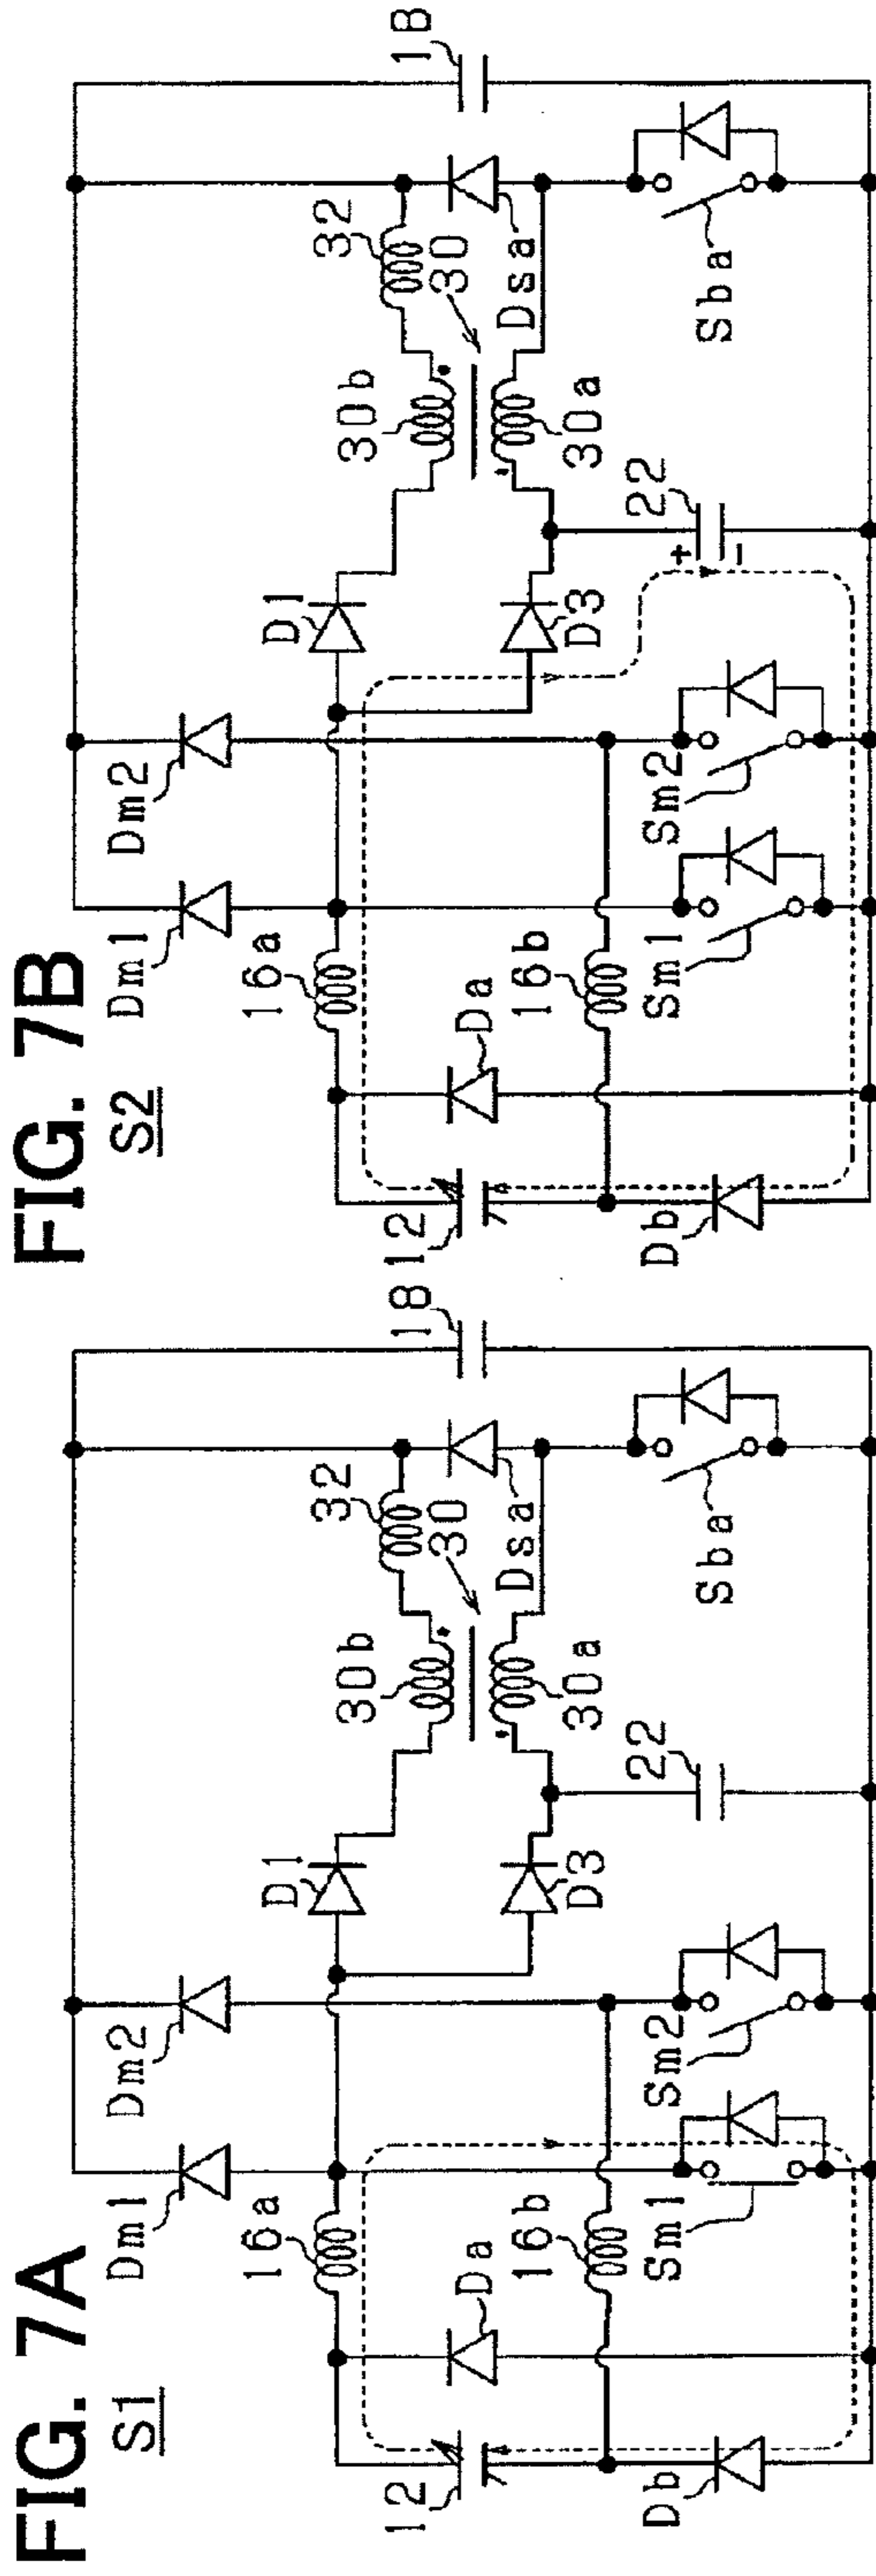 FIG. 7A
S1
Dm1
Dm2
16a
D1
30b
32
30
18
12
Da
16b
Sm1
Sm2
D3
22
30a
Dsa
Sba
Db
FIG. 7B
S2
Dm1
Dm2
16a
D1
30b
32
30
18
12
Da
16b
Sm1
Sm2
D3
+
-
22
30a
Dsa
Sba
Db